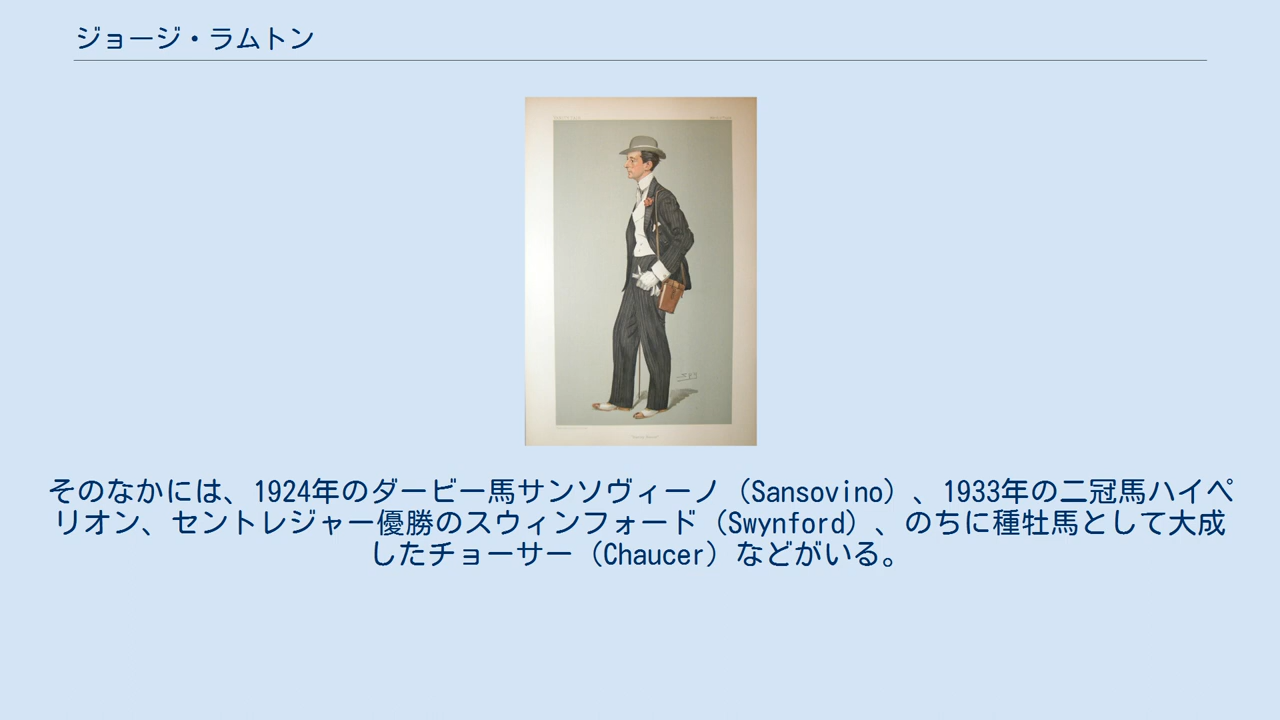 ジョージ・ラムトン
そのなかには、1924年のダービー馬サンソヴィーノ（Sansovino）、1933年の二冠馬ハイペ
リオン、セントレジャー優勝のスウィンフォード（Swynford）、のちに種牡馬として大成
したチョーサー（Chaucer）などがいる。